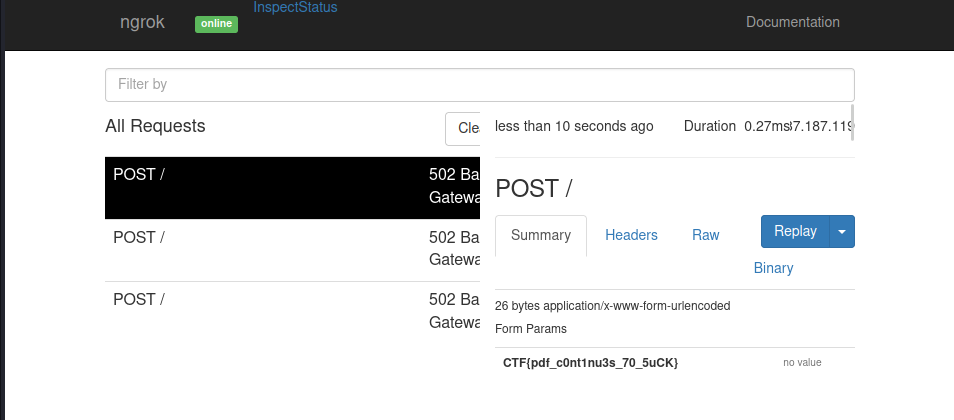 ngrok
online
InspectStatus
Documentation
Filter by
All Requests
Clea
less than 10 seconds ago
Duration 0.27ms
7.187.119
POST /
502 Ba
Gatewa
POST /
502 Ba
Gatewa
POST /
502 Ba
Gatewa
POST /
Summary
Headers
Raw
Replay
Binary
26 bytes application/x-www-form-urlencoded
Form Params
CTF{pdf_c0nt1nu3s_70_5uCK}
no value